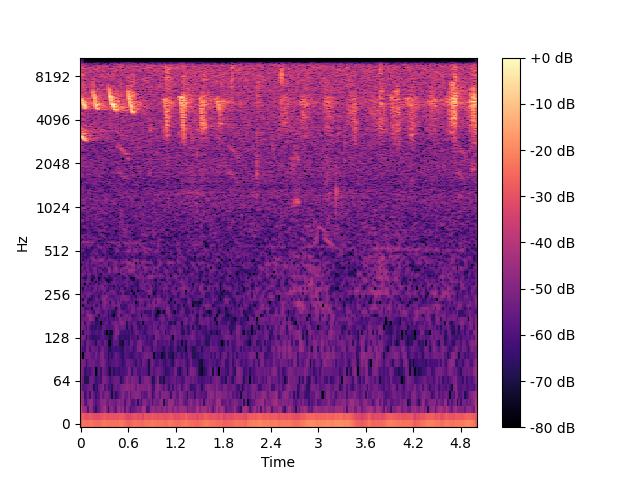 8192
4096
2048
1024
512
256
128
64
0
Hz
0 0.6 1.2 1.8 2.4 3 3.6 4.2 4.8
Time
+0 dB
-10 dB
-20 dB
-30 dB
-40 dB
-50 dB
-60 dB
-70 dB
-80 dB